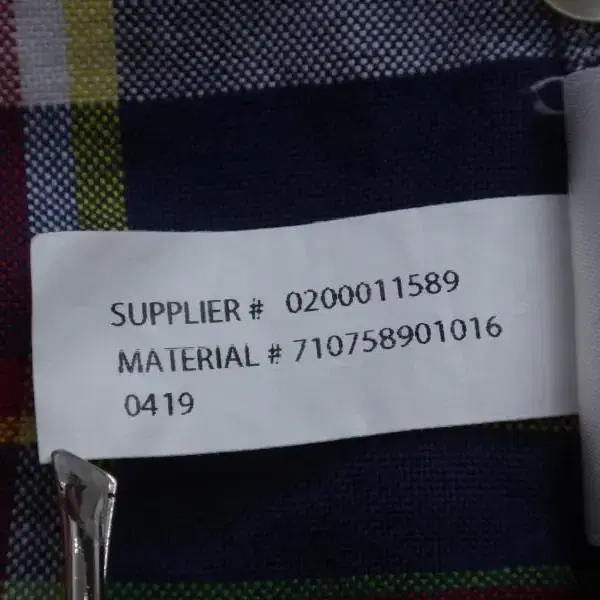 SUPPLIER # 0200011589
MATERIAL # 710758901016
0419